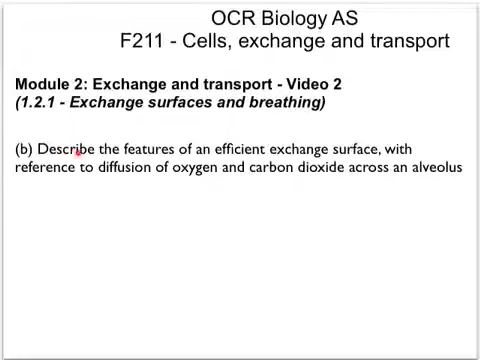 OCR Biology AS
F211 - Cells, exchange and transport
Module 2: Exchange and transport - Video 2
(1.2.1 - Exchange surfaces and breathing)
(b) Describe the features of an efficient exchange surface, with
reference to diffusion of oxygen and carbon dioxide across an alveolus